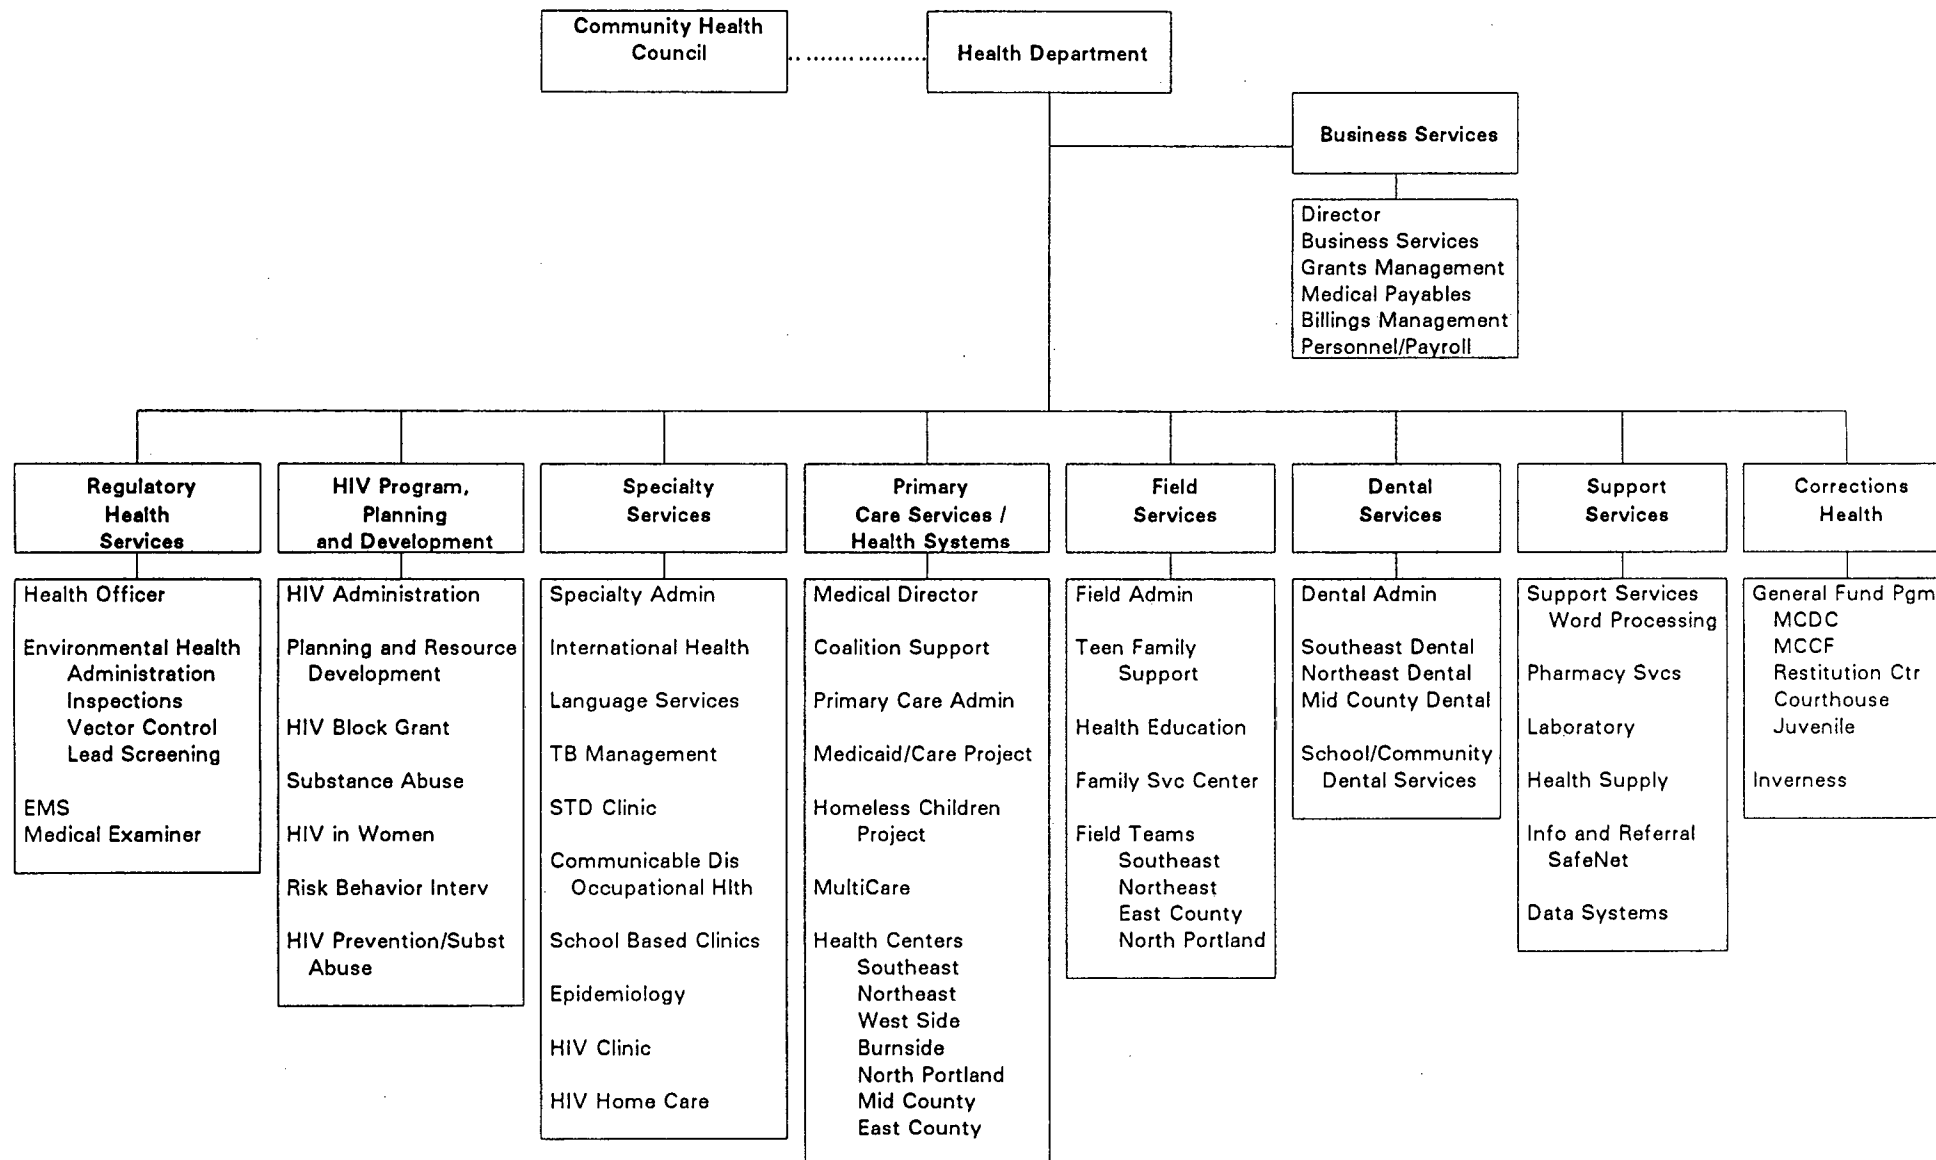 Community Health
Council
Health Department
Business Services
Director
Business Services
Grants Management
Medical Payables
Billings Management
Personnel/Payroll
Regulatory
Health
Services
HIV Program,
Planning
and Development
Specialty
Services
Primary
Care Services /
Health Systems
Field
Services
Dental
Services
Support
Services
Corrections
Health
Health Officer
Environmental Health
Administration
Inspections
Vector Control
Lead Screening
EMS
Medical Examiner
HIV Administration
Planning and Resource
Development
HIV Block Grant
Substance Abuse
HIV in Women
Risk Behavior Interv
HIV Prevention/Subst
Abuse
Specialty Admin
International Health
Language Services
TB Management
STD Clinic
Communicable Dis
Occupational Hlth
School Based Clinics
Epidemiology
HIV Clinic
HIV Home Care
Medical Director
Coalition Support
Primary Care Admin
Medicaid/Care Project
Homeless Children
Project
MultiCare
Health Centers
Southeast
Northeast
West Side
Burnside
North Portland
Mid County
East County
Field Admin
Teen Family
Support
Health Education
Family Svc Center
Field Teams
Southeast
Northeast
East County
North Portland
Dental Admin
Southeast Dental
Northeast Dental
Mid County Dental
School/Community
Dental Services
Support Services
Word Processing
Pharmacy Svcs
Laboratory
Health Supply
Info and Referral
SafeNet
Data Systems
General Fund Pgm
MCDC
MCCF
Restitution Ctr
Courthouse
Juvenile
Inverness